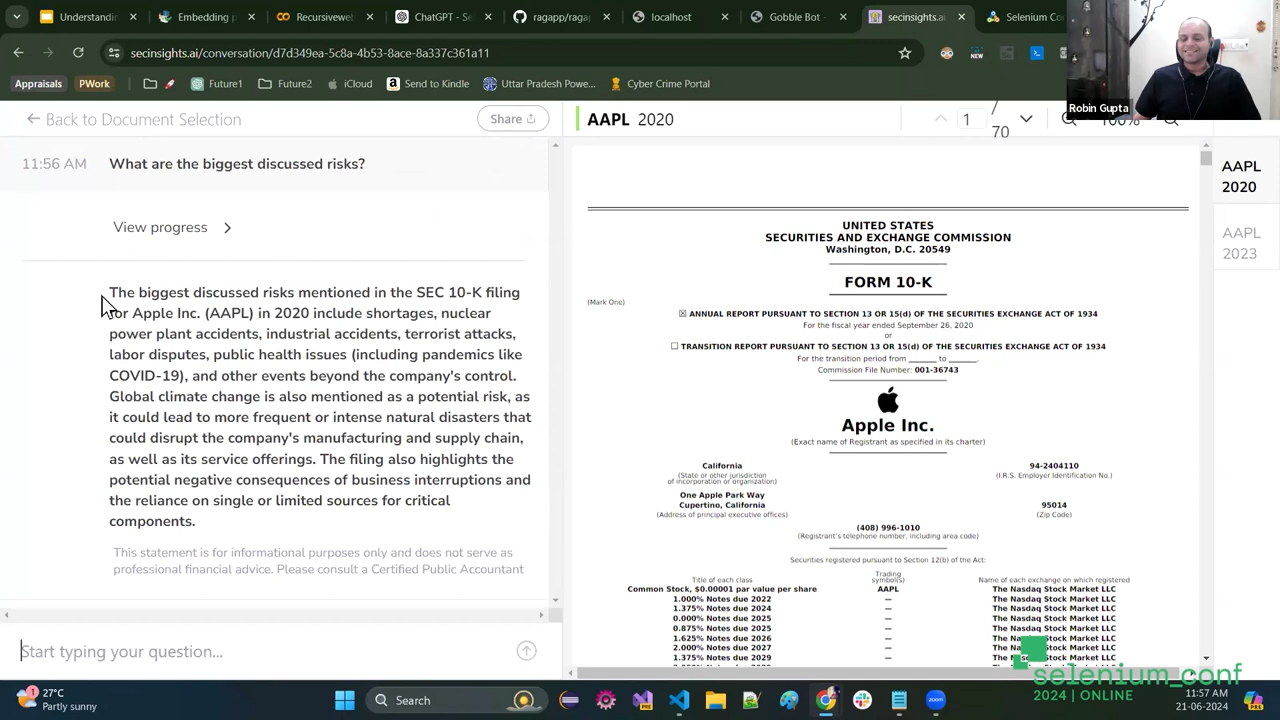 2020
Embedding
Recursivew
ChatGPT - Se
ragapp/ragap
localhost
Gobble Bot -
secinsights.ai
Selenium Co
secinsights.ai/conversation/d7d349ea-5c8a-4b53-8ace-8a337c361a01
NEW
Appraisals
PWork
Future1
Future2
iCloud
Send to Kindle
Uttar Pradesh Powe...
Cyber Crime Portal
Robin Gupta
Back to Document Selection
Share
AAPL 2020
1
/
70
100%
11:56 AM
What are the biggest discussed risks?
View progress
The biggest discussed risks mentioned in the SEC 10-K filing
for Apple Inc. (AAPL) in 2020 include shortages, nuclear
power plant accidents, industrial accidents, terrorist attacks,
labor disputes, public health issues (including pandemics like
COVID-19), and other events beyond the company's control.
Global climate change is also mentioned as a potential risk, as
it could lead to more frequent or intense natural disasters that
could disrupt the company's manufacturing and supply chain,
as well as its service offerings. The filing also highlights the
potential negative consequences of business interruptions and
the reliance on single or limited sources for critical
components.
This statement is for informational purposes only and does not serve as
a financial advice. Please consult a Certified Public Accountant
Start typing your question...
UNITED STATES
SECURITIES AND EXCHANGE COMMISSION
Washington, D.C. 20549
FORM 10-K
(Mark One)
☒ ANNUAL REPORT PURSUANT TO SECTION 13 OR 15(d) OF THE SECURITIES EXCHANGE ACT OF 1934
For the fiscal year ended September 26, 2020
or
☐ TRANSITION REPORT PURSUANT TO SECTION 13 OR 15(d) OF THE SECURITIES EXCHANGE ACT OF 1934
For the transition period from ______ to ______.
Commission File Number: 001-36743
Apple Inc.
(Exact name of Registrant as specified in its charter)
California 94-2404110
(State or other jurisdiction (I.R.S. Employer Identification No.)
of incorporation or organization)
One Apple Park Way
Cupertino, California 95014
(Address of principal executive offices) (Zip Code)
(408) 996-1010
(Registrant's telephone number, including area code)
Securities registered pursuant to Section 12(b) of the Act:
Title of each class Trading symbol(s) Name of each exchange on which registered
Common Stock, $0.00001 par value per share AAPL The Nasdaq Stock Market LLC
1.000% Notes due 2022 — The Nasdaq Stock Market LLC
1.375% Notes due 2024 — The Nasdaq Stock Market LLC
0.000% Notes due 2025 — The Nasdaq Stock Market LLC
0.875% Notes due 2025 — The Nasdaq Stock Market LLC
1.625% Notes due 2026 — The Nasdaq Stock Market LLC
2.000% Notes due 2027 — The Nasdaq Stock Market LLC
1.375% Notes due 2029 — The Nasdaq Stock Market LLC
AAPL
2020
AAPL
2023
selenium_conf
2024 | ONLINE
1
27°C
Partly sunny
Search
11:57 AM
21-06-2024